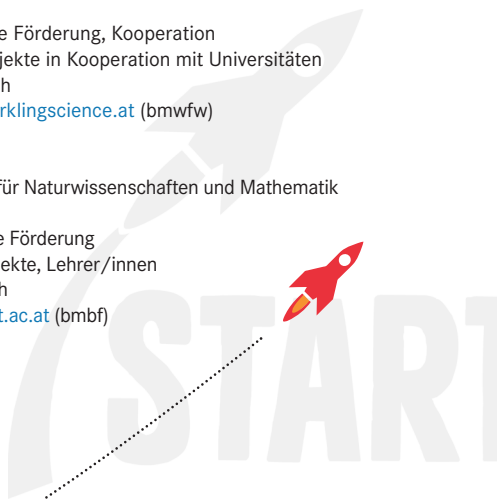 e Förderung, Kooperation
jekte in Kooperation mit Universitäten
h
rklingscience.at (bmwfw)
für Naturwissenschaften und Mathematik
e Förderung
ekte, Lehrer/innen
h
t.ac.at (bmbf)
START